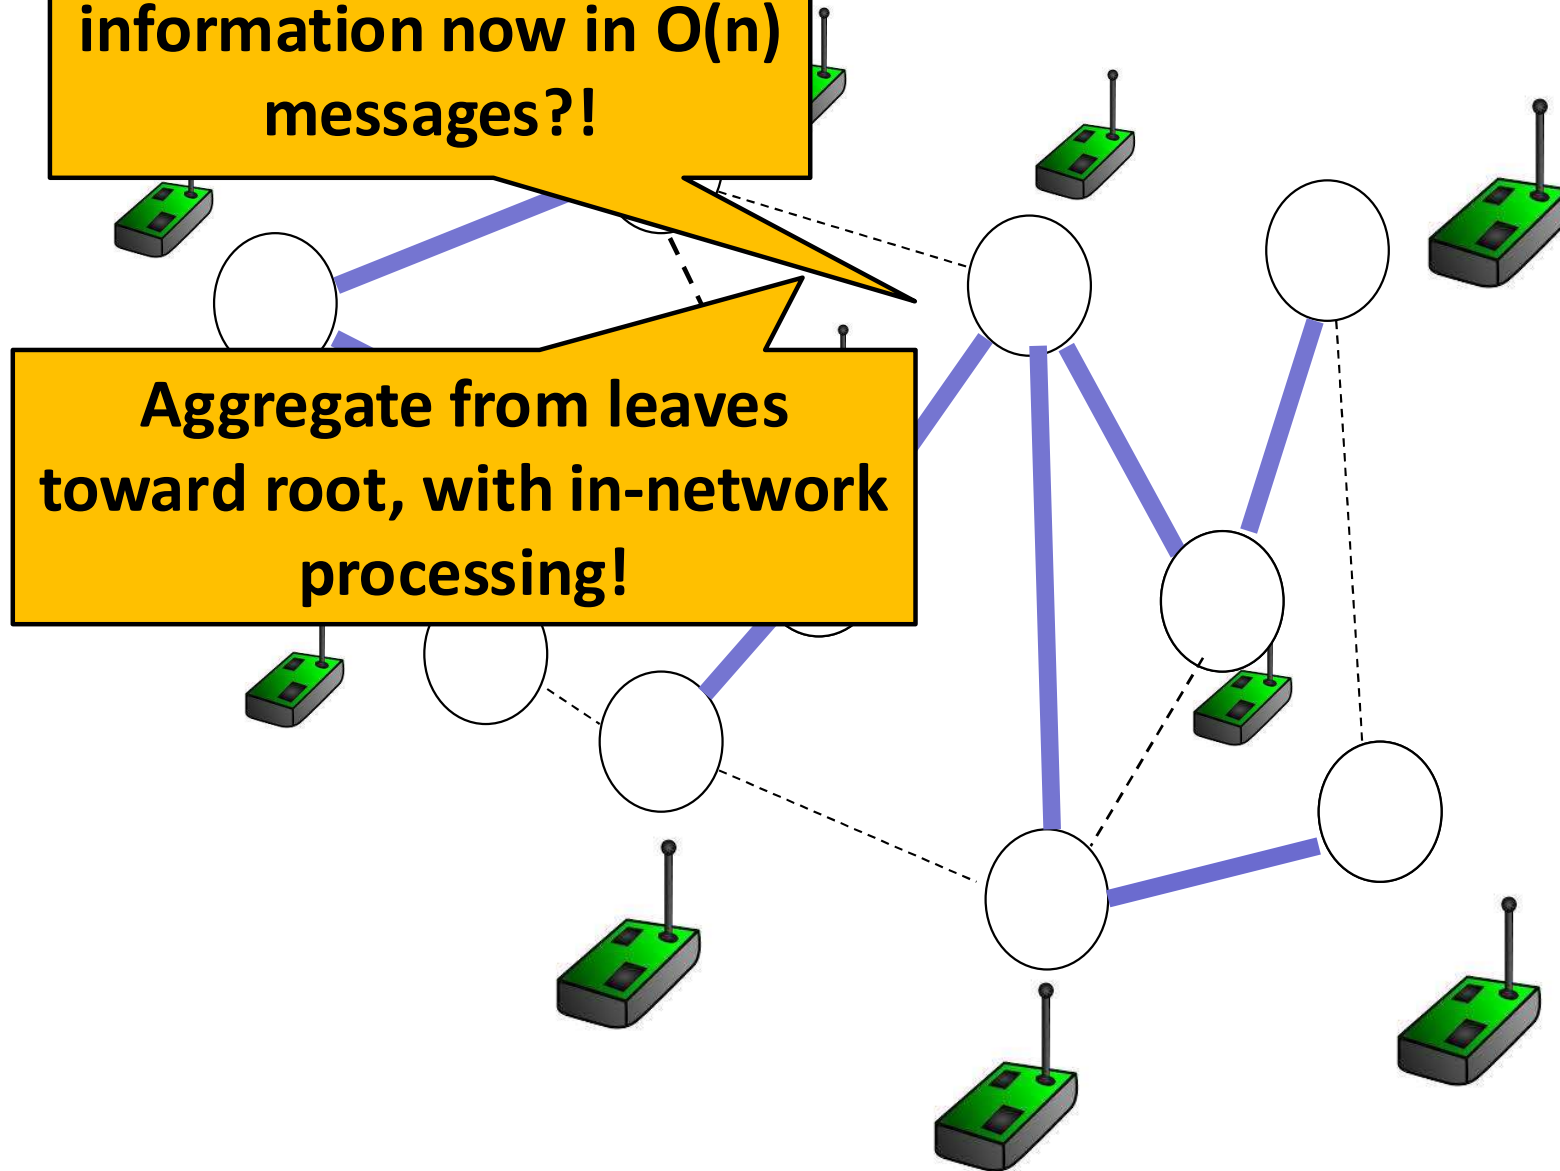 information now in O(n)
messages?!
Aggregate from leaves
toward root, with in-network
processing!